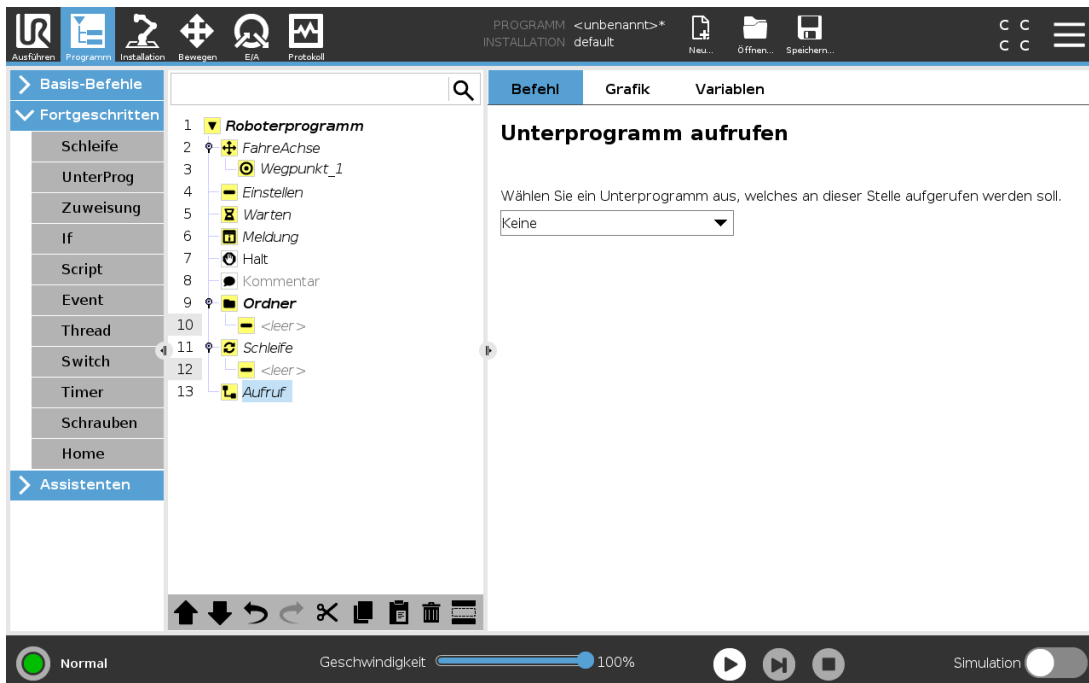 PROGRAMM <unbenannt>*
INSTALLATION default
Ausführen Programm Installation Bewegen E/A Protokoll
Neu... Öffnen... Speichern...
C C
C C
Basis-Befehle
Fortgeschritten
Schleife
UnterProg
Zuweisung
If
Script
Event
Thread
Switch
Timer
Schrauben
Home
Assistenten
1 Roboterprogramm
2 FahreAchse
3 Wegpunkt_1
4 Einstellen
5 Warten
6 Meldung
7 Halt
8 Kommentar
9 Ordner
10 <leer>
11 Schleife
12 <leer>
13 Aufruf
Befehl Grafik Variablen
Unterprogramm aufrufen
Wählen Sie ein Unterprogramm aus, welches an dieser Stelle aufgerufen werden soll.
Keine
Normal
Geschwindigkeit 100%
Simulation